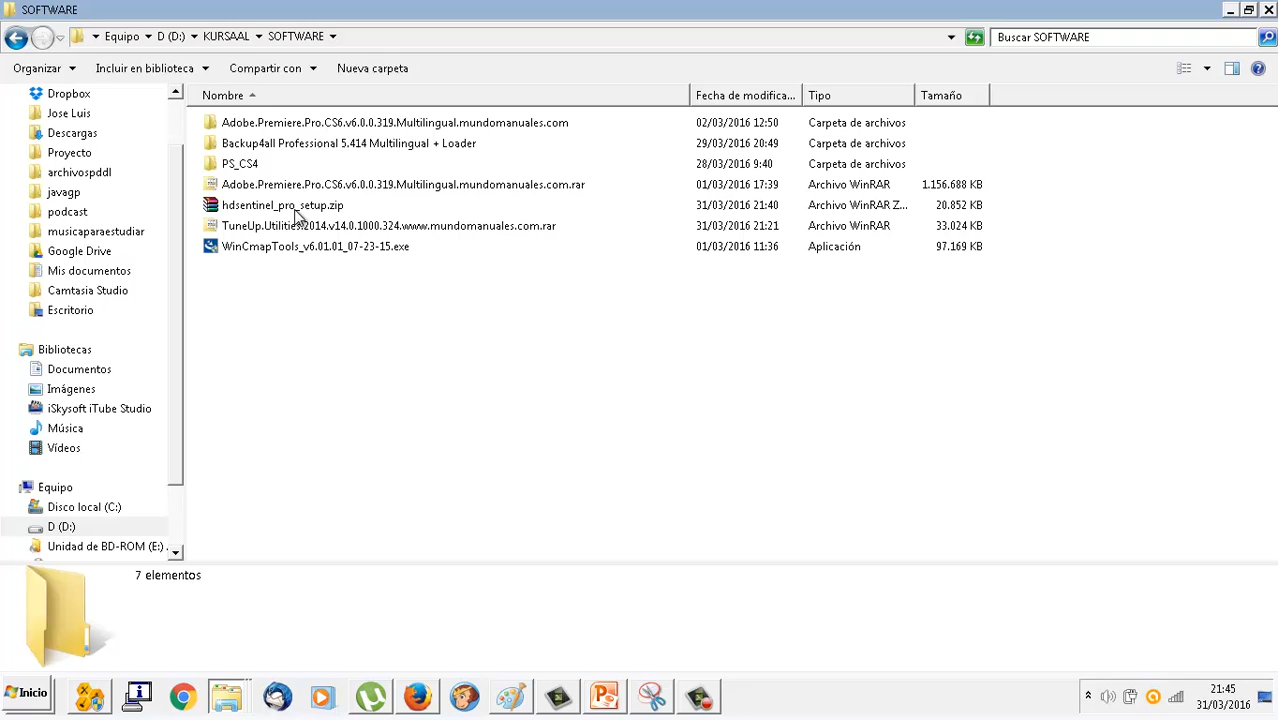 SOFTWARE
Equipo D (D:) KURSAAL SOFTWARE Buscar SOFTWARE
Organizar Incluir en biblioteca Compartir con Nueva carpeta
Nombre Fecha de modifica... Tipo Tamaño
Adobe.Premiere.Pro.CS6.v6.0.0.319.Multilingual.mundomanuales.com 02/03/2016 12:50 Carpeta de archivos
Backup4all Professional 5.414 Multilingual + Loader 29/03/2016 20:49 Carpeta de archivos
PS_CS4 28/03/2016 9:40 Carpeta de archivos
Adobe.Premiere.Pro.CS6.v6.0.0.319.Multilingual.mundomanuales.com.rar 01/03/2016 17:39 Archivo WinRAR 1.156.688 KB
hdsentinel_pro_setup.zip 31/03/2016 21:40 Archivo WinRAR Z... 20.852 KB
TuneUp.Utilities.2014.v14.0.1000.324.www.mundomanuales.com.rar 31/03/2016 21:21 Archivo WinRAR 33.024 KB
WinCmapTools_v6.01.01_07-23-15.exe 01/03/2016 11:36 Aplicación 97.169 KB
Dropbox
Jose Luis
Descargas
Proyecto
archivospddl
javagp
podcast
musicaparaestudiar
Google Drive
Mis documentos
Camtasia Studio
Escritorio
Bibliotecas
Documentos
Imágenes
iSkysoft iTube Studio
Música
Vídeos
Equipo
Disco local (C:)
D (D:)
Unidad de BD-ROM (E:)
7 elementos
Inicio
21:45
31/03/2016